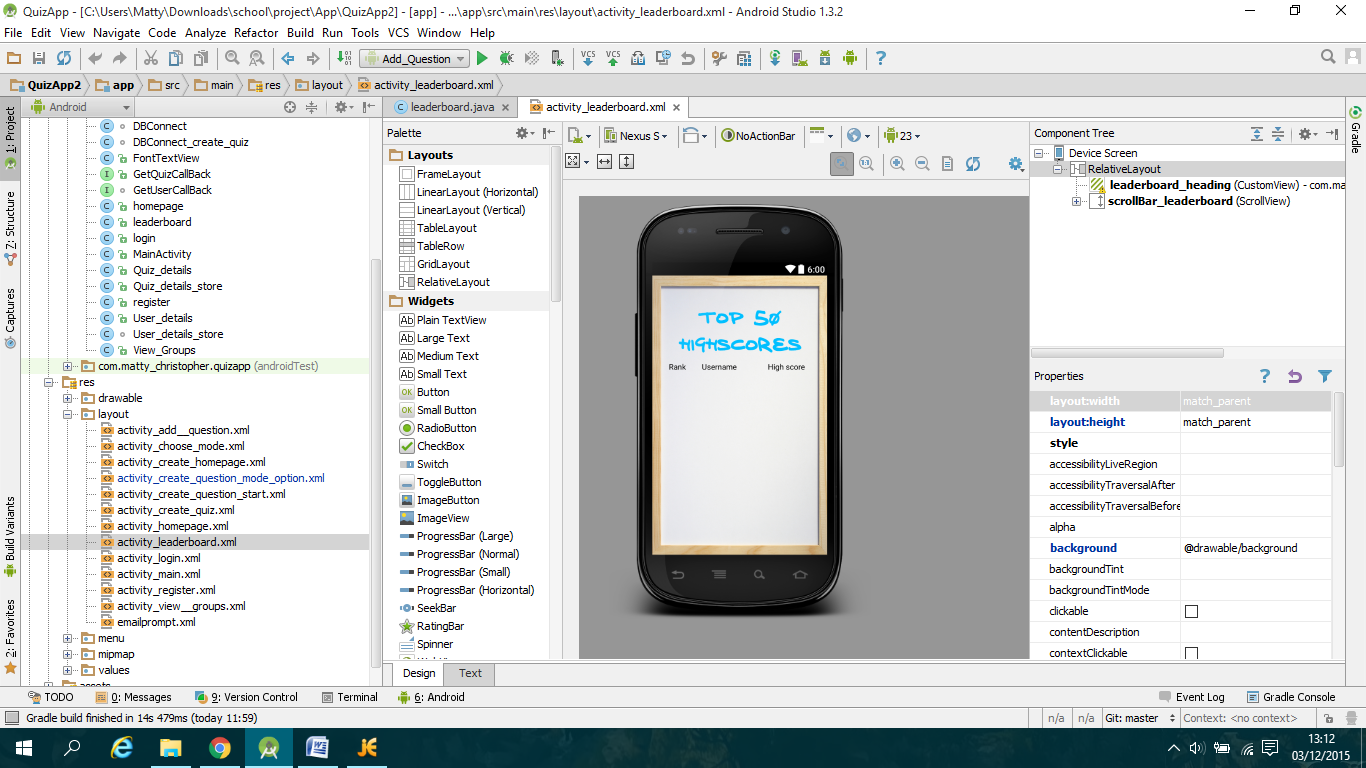 QuizApp - [C:\Users\Matty\Downloads\school\project\App\QuizApp2] - [app] - ...\app\src\main\res\layout\activity_leaderboard.xml - Android Studio 1.3.2
File Edit View Navigate Code Analyze Refactor Build Run Tools VCS Window Help
Add_Question
VCS VCS
QuizApp2 app src main res layout activity_leaderboard.xml
1: Project
Z: Structure
Captures
Build Variants
2: Favorites
Android
DBConnect
DBConnect_create_quiz
FontTextView
GetQuizCallBack
GetUserCallBack
homepage
leaderboard
login
MainActivity
Quiz_details
Quiz_details_store
register
User_details
User_details_store
View_Groups
com.matty_christopher.quizapp (androidTest)
res
drawable
layout
activity_add__question.xml
activity_choose_mode.xml
activity_create_homepage.xml
activity_create_question_mode_option.xml
activity_create_question_start.xml
activity_create_quiz.xml
activity_homepage.xml
activity_leaderboard.xml
activity_login.xml
activity_main.xml
activity_register.xml
activity_view__groups.xml
emailprompt.xml
menu
mipmap
values
leaderboard.java activity_leaderboard.xml
Palette
Layouts
FrameLayout
LinearLayout (Horizontal)
LinearLayout (Vertical)
TableLayout
TableRow
GridLayout
RelativeLayout
Widgets
Plain TextView
Large Text
Medium Text
Small Text
Button
Small Button
RadioButton
CheckBox
Switch
ToggleButton
ImageButton
ImageView
ProgressBar (Large)
ProgressBar (Normal)
ProgressBar (Small)
ProgressBar (Horizontal)
SeekBar
RatingBar
Spinner
Nexus S NoActionBar 23
6:00
TOP 50
HIGHSCORES
Rank Username High score
Design Text
Component Tree
Device Screen
RelativeLayout
leaderboard_heading (CustomView) - com.ma
scrollBar_leaderboard (ScrollView)
Properties
layout:width match_parent
layout:height match_parent
style
accessibilityLiveRegion
accessibilityTraversalAfter
accessibilityTraversalBefore
alpha
background @drawable/background
backgroundTint
backgroundTintMode
clickable
contentDescription
contextClickable
Gradle
TODO 0: Messages 9: Version Control Terminal 6: Android Event Log Gradle Console
Gradle build finished in 14s 479ms (today 11:59) n/a n/a Git: master Context: <no context>
13:12
03/12/2015